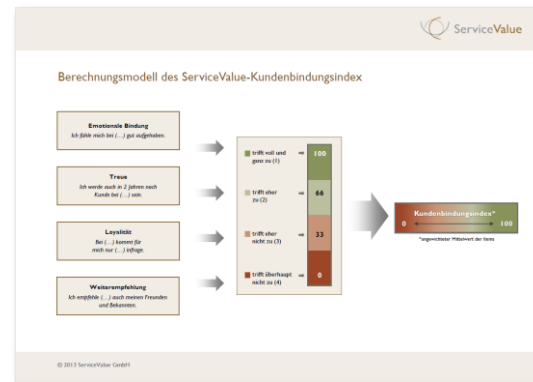 ServiceValue
Berechnungsmodell des ServiceValue-Kundenbindungsindex
Emotionale Bindung
Ich fühle mich bei (...) gut aufgehoben.
Treue
Ich werde auch in 2 Jahren noch
Kunde bei (...) sein.
Loyalität
Bei (...) kommt für
mich nur (...) infrage.
Weiterempfehlung
Ich empfehle (...) auch meinen Freunden
und Bekannten.
trifft voll und
ganz zu (1)
100
trifft eher
zu (2)
66
trifft eher
nicht zu (3)
33
trifft überhaupt
nicht zu (4)
0
Kundenbindungsindex*
0 100
*ungewichteter Mittelwert der Items
© 2013 ServiceValue GmbH